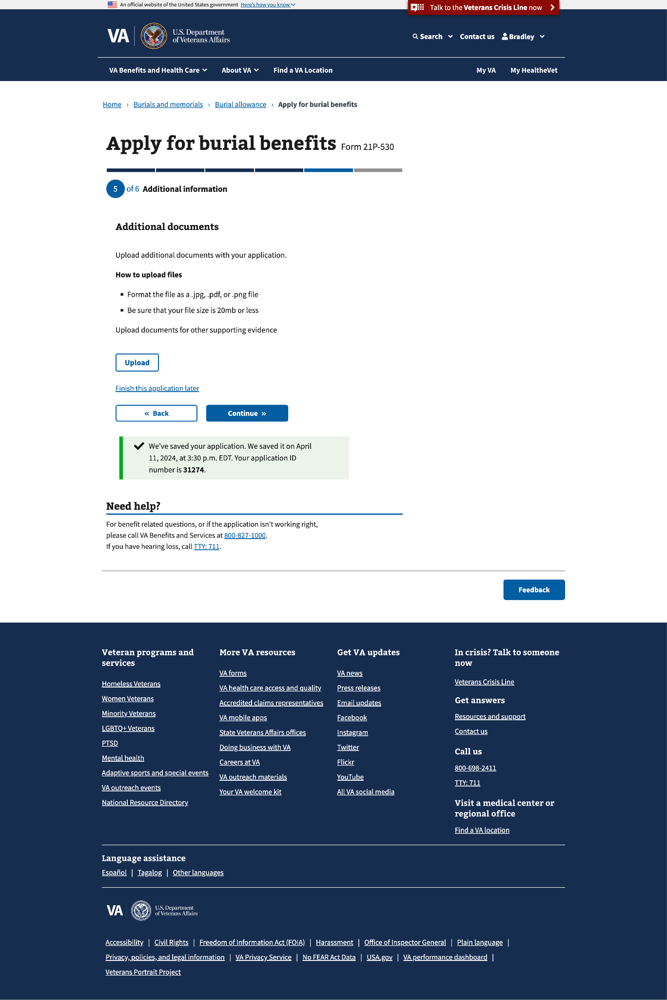 An official website of the United States government Here's how you know
Talk to the Veterans Crisis Line now
VA
U.S. Department
of Veterans Affairs
Search Contact us Bradley
VA Benefits and Health Care About VA Find a VA Location My VA My HealtheVet
Home › Burials and memorials › Burial allowance › Apply for burial benefits
Apply for burial benefits Form 21P-530
5 of 6 Additional information
Additional documents
Upload additional documents with your application.
How to upload files
Format the file as a .jpg, .pdf, or .png file
Be sure that your file size is 20mb or less
Upload documents for other supporting evidence
Upload
Finish this application later
« Back
Continue »
We've saved your application. We saved it on April
11, 2024, at 3:30 p.m. EDT. Your application ID
number is 31274.
Need help?
For benefit related questions, or if the application isn't working right,
please call VA Benefits and Services at 800-827-1000.
If you have hearing loss, call TTY: 711.
Feedback
Veteran programs and
services
Homeless Veterans
Women Veterans
Minority Veterans
LGBTQ+ Veterans
PTSD
Mental health
Adaptive sports and special events
VA outreach events
National Resource Directory
More VA resources
VA forms
VA health care access and quality
Accredited claims representatives
VA mobile apps
State Veterans Affairs offices
Doing business with VA
Careers at VA
VA outreach materials
Your VA welcome kit
Get VA updates
VA news
Press releases
Email updates
Facebook
Instagram
Twitter
Flickr
YouTube
All VA social media
In crisis? Talk to someone
now
Veterans Crisis Line
Get answers
Resources and support
Contact us
Call us
800-698-2411
TTY: 711
Visit a medical center or
regional office
Find a VA location
Language assistance
Español | Tagalog | Other languages
VA
U.S. Department
of Veterans Affairs
Accessibility | Civil Rights | Freedom of Information Act (FOIA) | Harassment | Office of Inspector General | Plain language |
Privacy, policies, and legal information | VA Privacy Service | No FEAR Act Data | USA.gov | VA performance dashboard |
Veterans Portrait Project